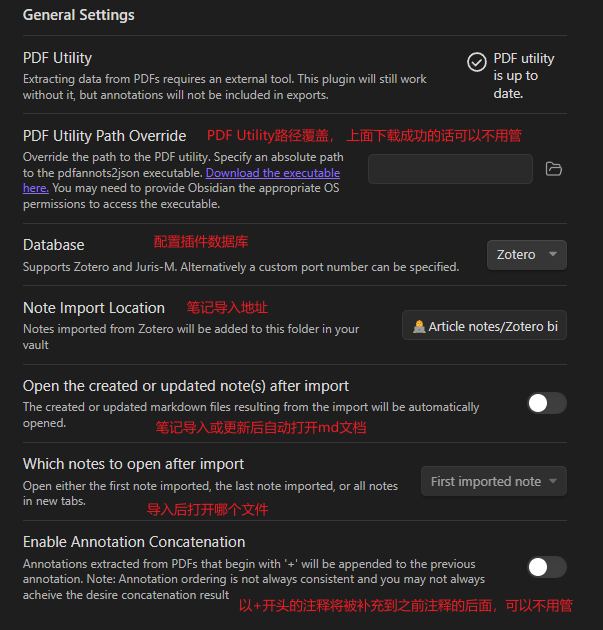 General Settings
PDF Utility
Extracting data from PDFs requires an external tool. This plugin will still work
without it, but annotations will not be included in exports.
PDF utility
is up to
date.
PDF Utility Path Override
PDF Utility路径覆盖， 上面下载成功的话可以不用管
Override the path to the PDF utility. Specify an absolute path
to the pdfannots2json executable. Download the executable
here. You may need to provide Obsidian the appropriate OS
permissions to access the executable.
Database
配置插件数据库
Supports Zotero and Juris-M. Alternatively a custom port number can be specified.
Zotero
Note Import Location
笔记导入地址
Notes imported from Zotero will be added to this folder in your
vault
Article notes/Zotero bi
Open the created or updated note(s) after import
The created or updated markdown files resulting from the import will be automatically
opened.
笔记导入或更新后自动打开md文档
Which notes to open after import
Open either the first note imported, the last note imported, or all notes
in new tabs.
First imported note
导入后打开哪个文件
Enable Annotation Concatenation
Annotations extracted from PDFs that begin with '+' will be appended to the previous
annotation. Note: Annotation ordering is not always consistent and you may not always
acheive the desire concatenation result
以+开头的注释将被补充到之前注释的后面，可以不用管